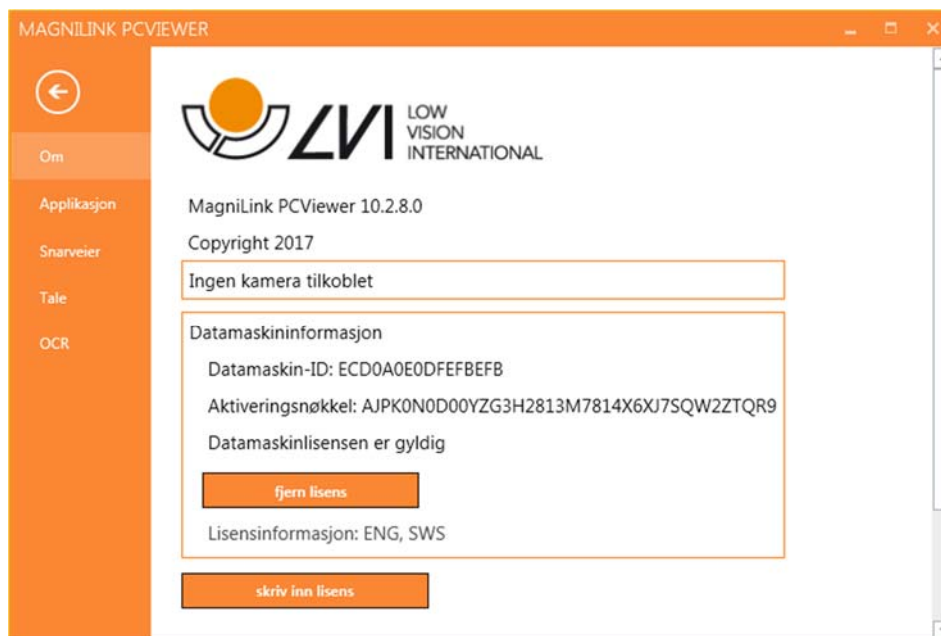 MAGNILINK PCVIEWER
Om
Applikasjon
Snarveier
Tale
OCR
LVI
LOW
VISION
INTERNATIONAL
MagniLink PCViewer 10.2.8.0
Copyright 2017
Ingen kamera tilkoblet
Datamaskininformasjon
Datamaskin-ID: ECD0A0E0DFEFBEFB
Aktiveringsnøkkel: AJPK0N0D00YZG3H2813M7814X6XJ7SQW2ZTQR9
Datamaskinlisensen er gyldig
fjern lisens
Lisensinformasjon: ENG, SWS
skriv inn lisens